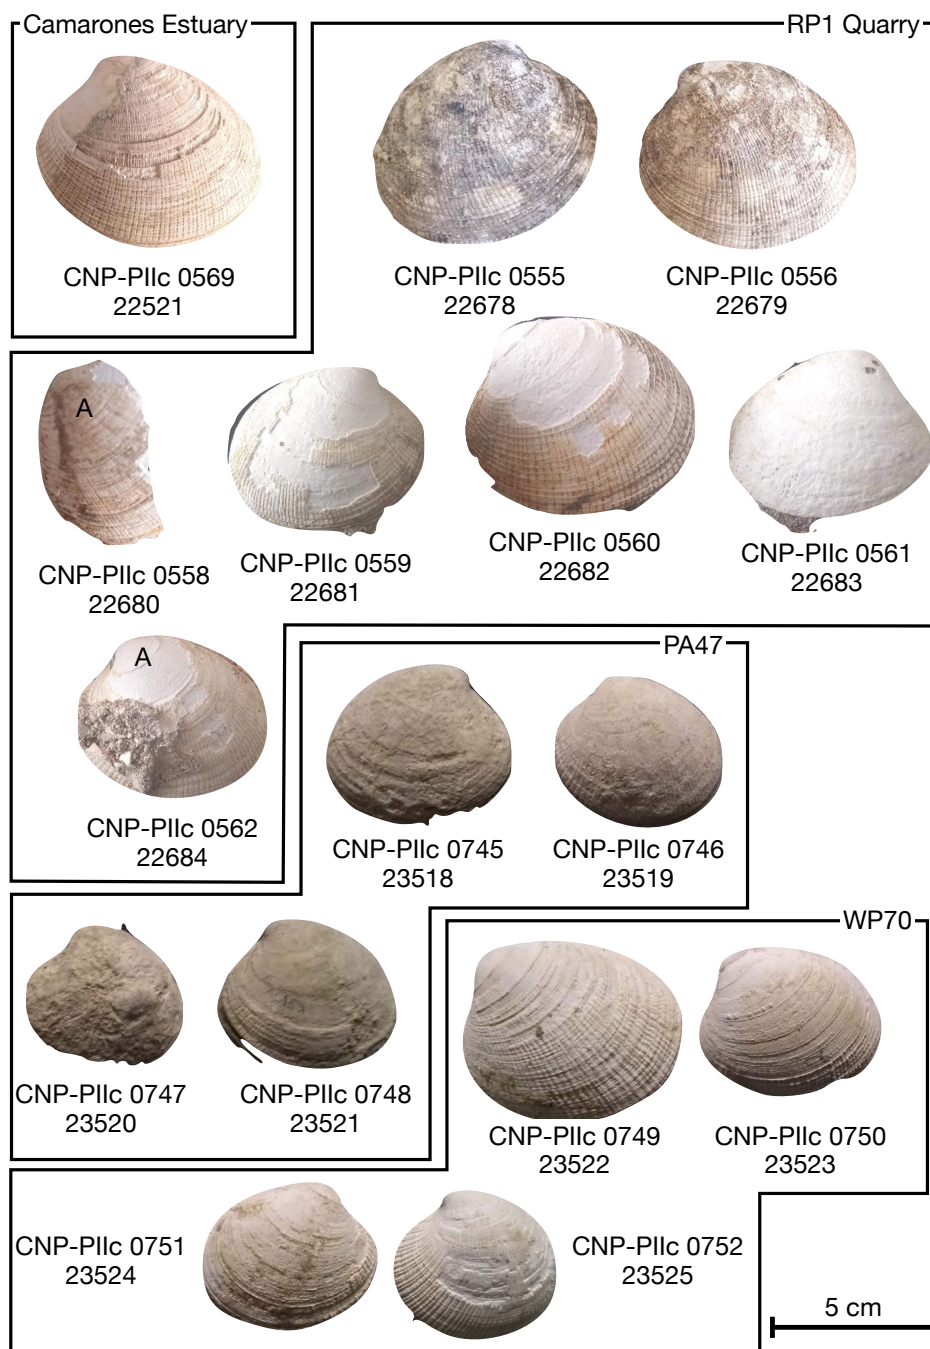 Camarones Estuary
RP1 Quarry
CNP-PIIc 0569
22521
CNP-PIIc 0555
22678
CNP-PIIc 0556
22679
A
CNP-PIIc 0558
22680
CNP-PIIc 0559
22681
CNP-PIIc 0560
22682
CNP-PIIc 0561
22683
A
CNP-PIIc 0562
22684
PA47
CNP-PIIc 0745
23518
CNP-PIIc 0746
23519
CNP-PIIc 0747
23520
CNP-PIIc 0748
23521
WP70
CNP-PIIc 0749
23522
CNP-PIIc 0750
23523
CNP-PIIc 0751
23524
CNP-PIIc 0752
23525
5 cm